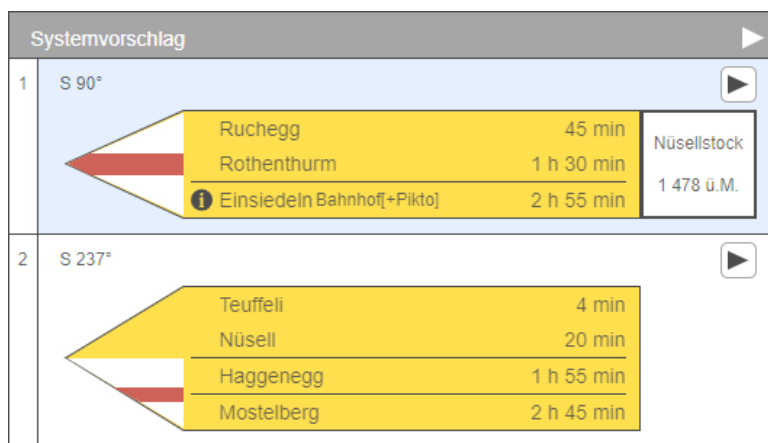 Systemvorschlag
1 S 90°
Ruchegg 45 min
Rothenthurm 1 h 30 min
Einsiedeln Bahnhof[+Pikto] 2 h 55 min
Nüsellstock
1 478 ü.M.
2 S 237°
Teuffeli 4 min
Nüsell 20 min
Haggenegg 1 h 55 min
Mostelberg 2 h 45 min